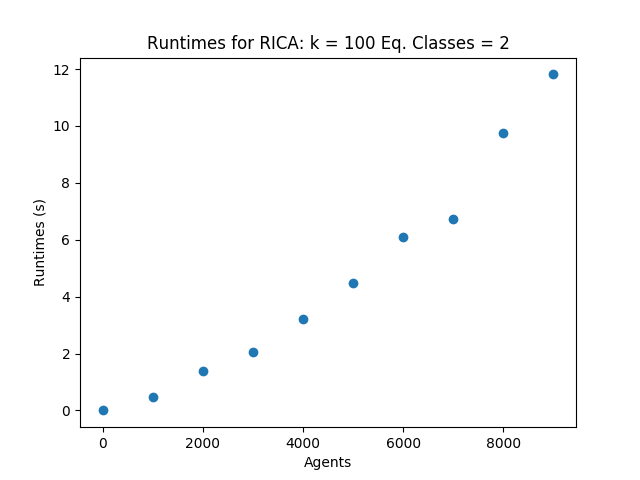 Runtimes for RICA: k = 100 Eq. Classes = 2
12
10
8
6
4
2
0
Runtimes (s)
0 2000 4000 6000 8000
Agents